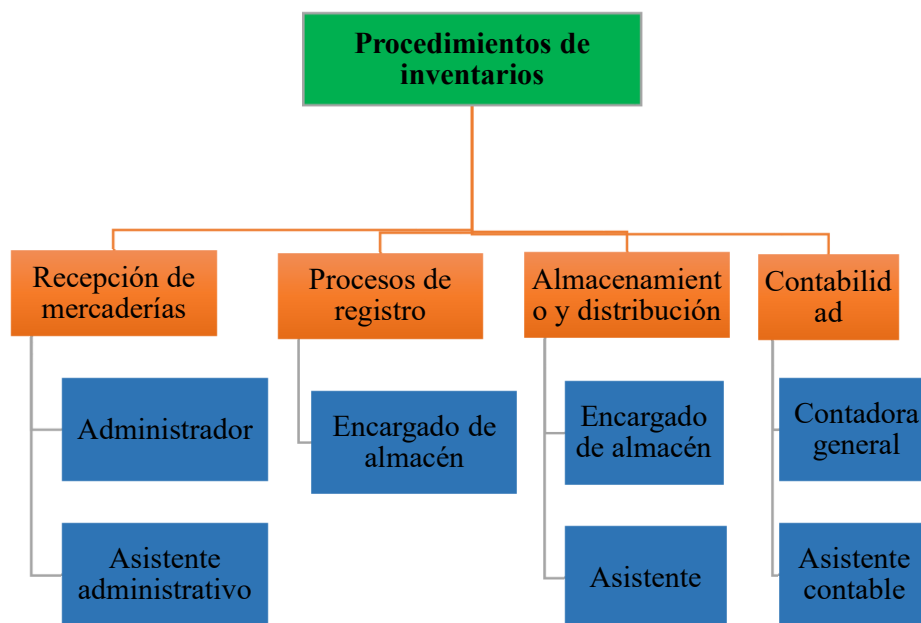 Procedimientos de
inventarios
Recepción de
mercaderías
Procesos de
registro
Almacenamient
o y distribución
Contabilid
ad
Administrador
Encargado de
almacén
Encargado
de almacén
Contadora
general
Asistente
administrativo
Asistente
Asistente
contable